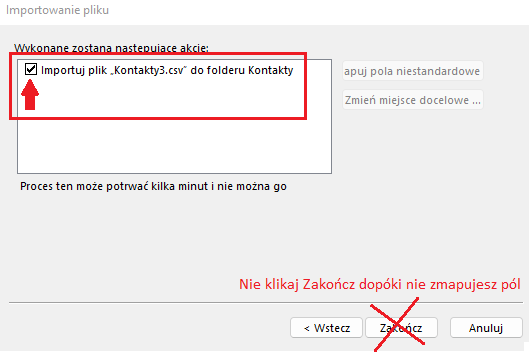 Importowanie pliku
Wykonane zostaną następujące akcje:
Importuj plik „Kontakty3.csv” do folderu Kontakty
apuj pola niestandardowe
Zmień miejsce docelowe ...
Proces ten może potrwać kilka minut i nie można go
Nie klikaj Zakończ dopóki nie zmapujesz pól
< Wstecz
Zakończ
Anuluj